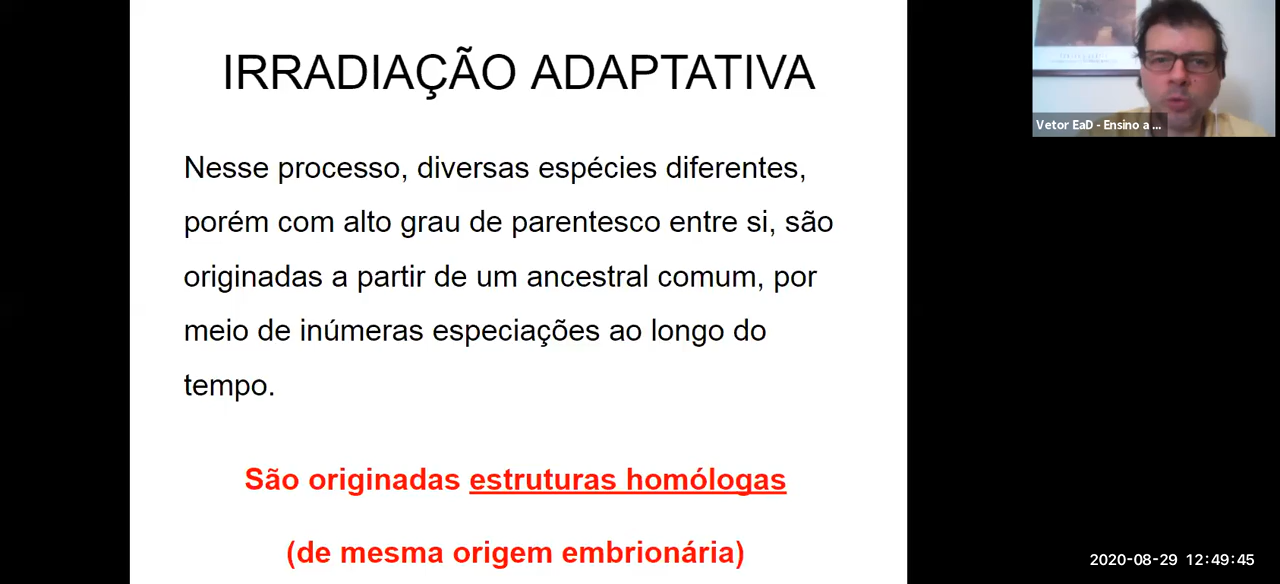 IRRADIAÇÃO ADAPTATIVA
Nesse processo, diversas espécies diferentes,
porém com alto grau de parentesco entre si, são
originadas a partir de um ancestral comum, por
meio de inúmeras especiações ao longo do
tempo.
São originadas estruturas homólogas
(de mesma origem embrionária)
Vetor EaD - Ensino a ...
2020-08-29 12:49:45